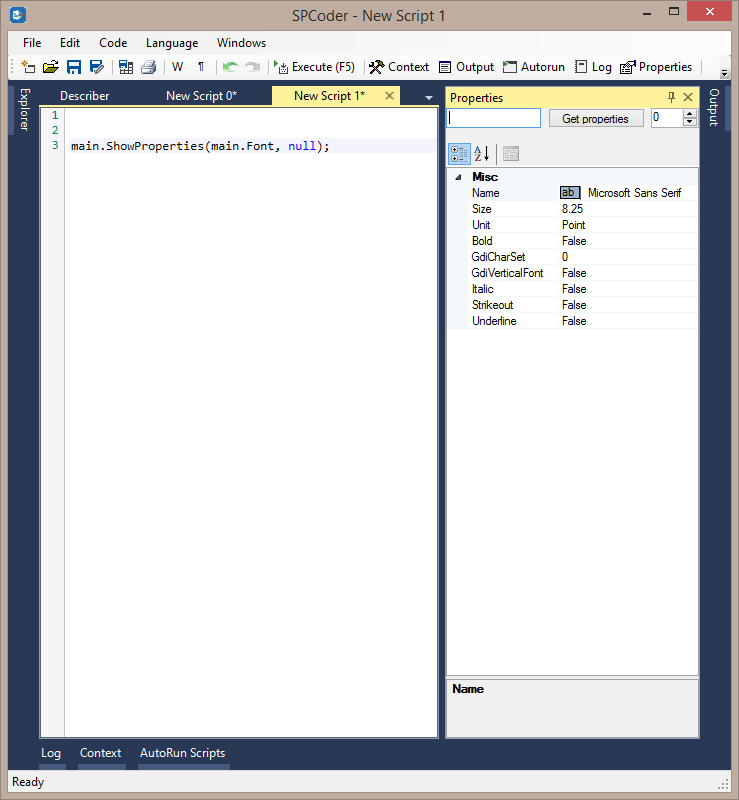 SPCoder - New Script 1
File Edit Code Language Windows
W ¶ Execute (F5) Context Output Autorun Log Properties
Explorer
Describer New Script 0* New Script 1*
1
2
3 main.ShowProperties(main.Font, null);
Properties
Get properties 0
A
Z
Misc
Name ab Microsoft Sans Serif
Size 8.25
Unit Point
Bold False
GdiCharSet 0
GdiVerticalFont False
Italic False
Strikeout False
Underline False
Name
Output
Log Context AutoRun Scripts
Ready